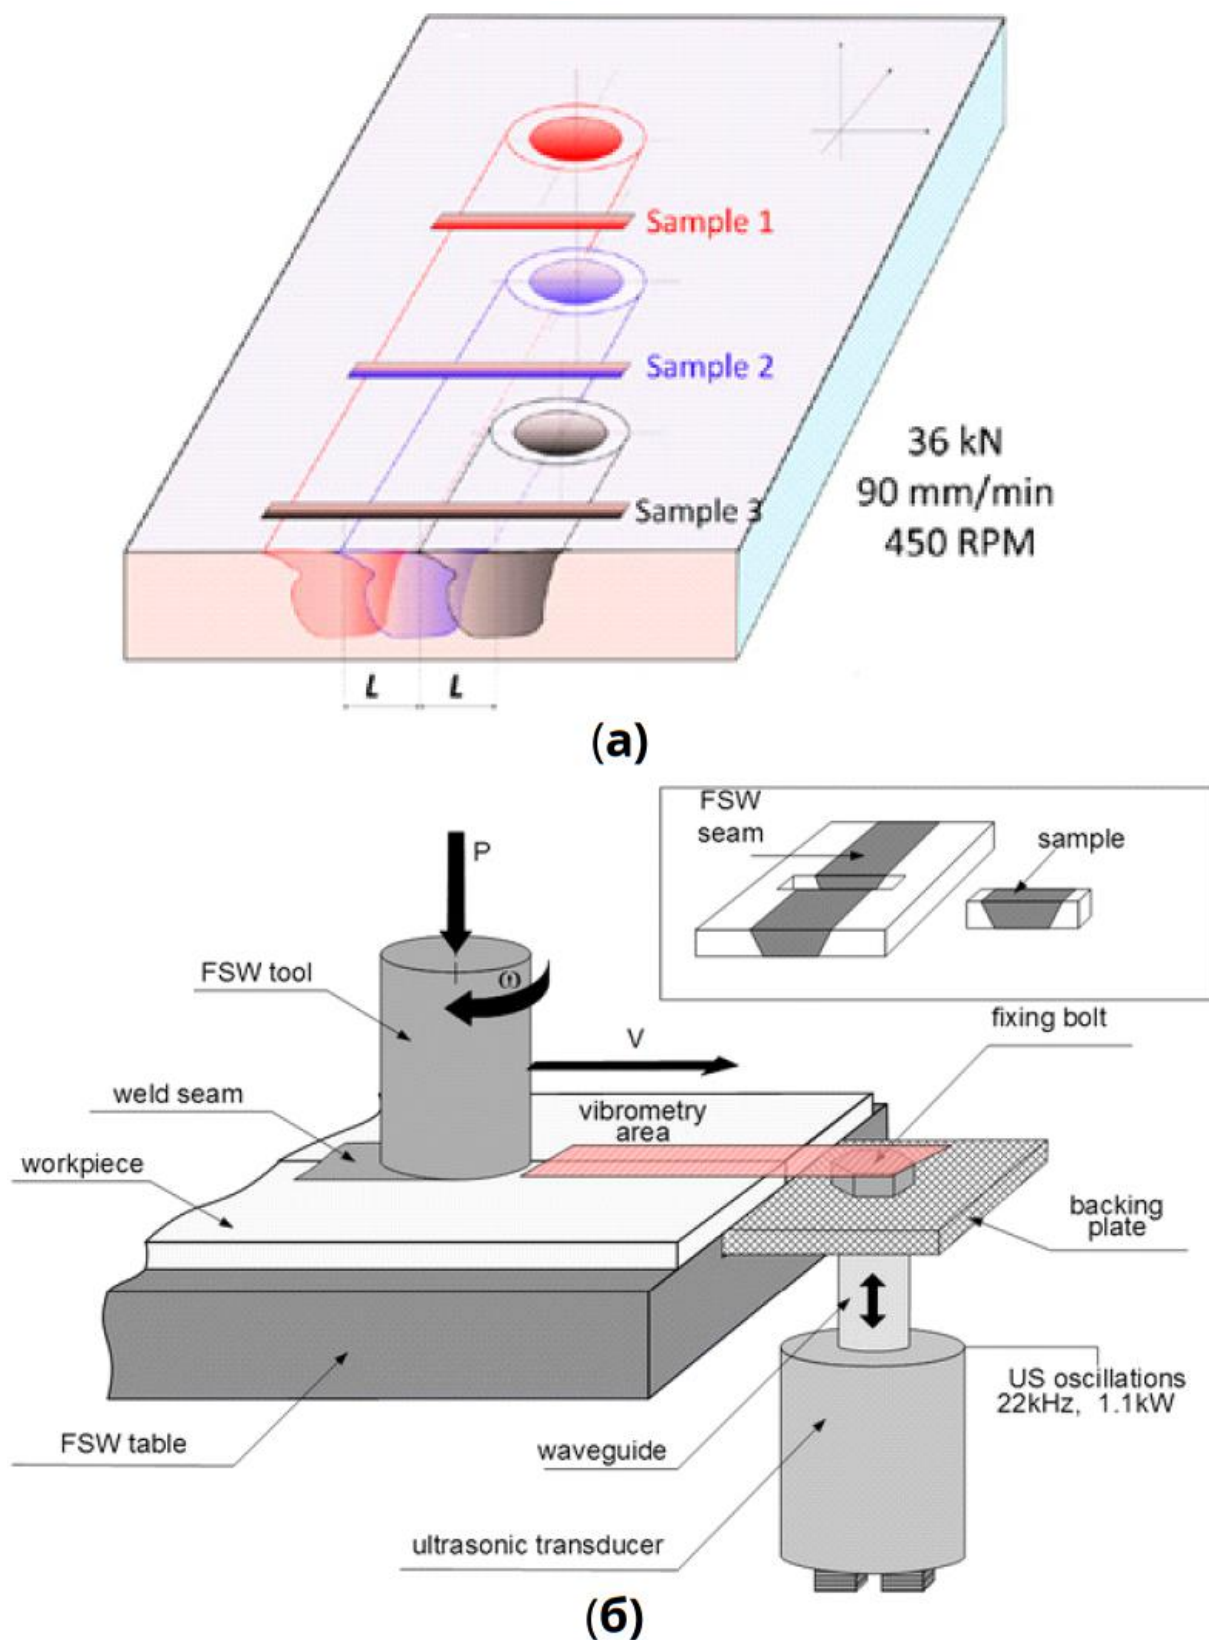 Sample 1
Sample 2
Sample 3
36 kN
90 mm/min
450 RPM
L
L
(а)
FSW
seam
sample
P
FSW tool
ω
fixing bolt
V
weld seam
vibrometry
area
workpiece
backing
plate
US oscillations
22kHz, 1.1kW
FSW table
waveguide
ultrasonic transducer
(б)